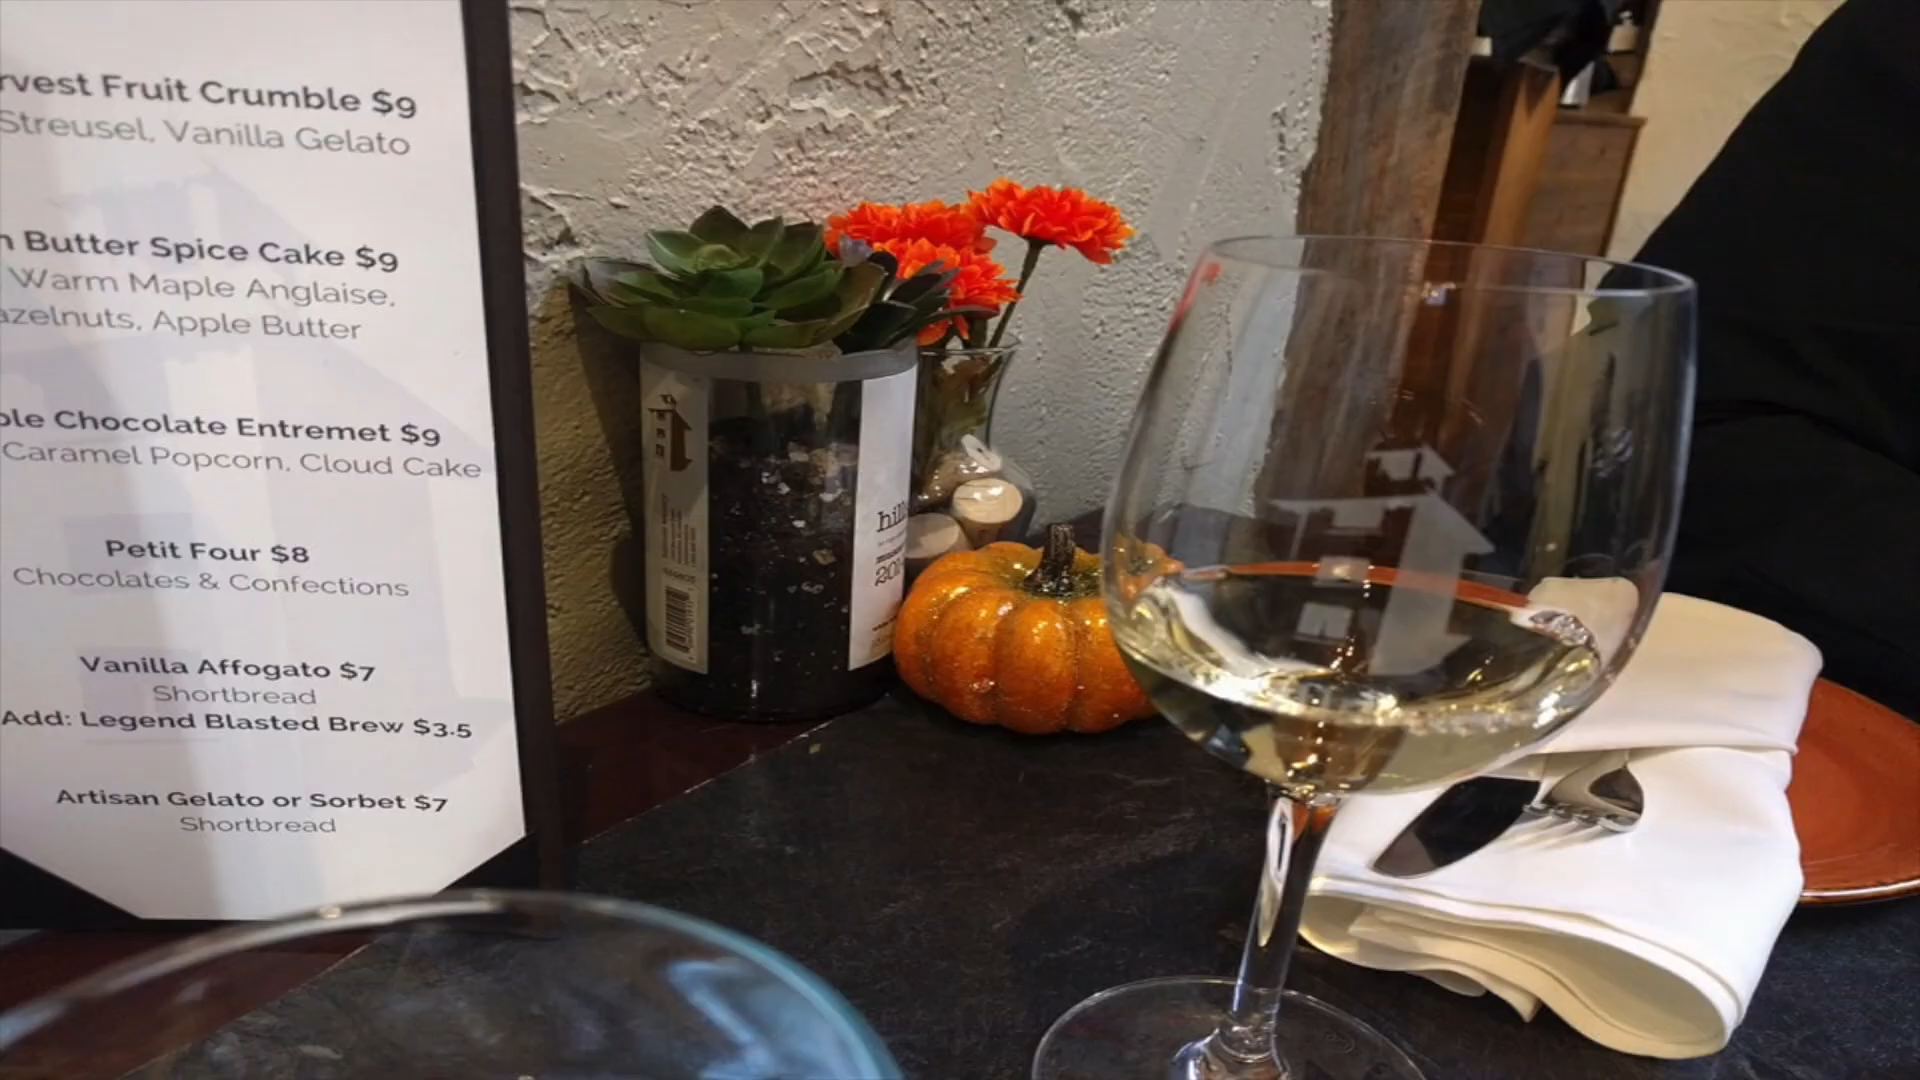 rvest Fruit Crumble $9
Streusel, Vanilla Gelato
n Butter Spice Cake $9
Warm Maple Anglaise,
azelnuts, Apple Butter
ple Chocolate Entremet $9
Caramel Popcorn, Cloud Cake
Petit Four $8
Chocolates & Confections
Vanilla Affogato $7
Shortbread
Add: Legend Blasted Brew $3.5
Artisan Gelato or Sorbet $7
Shortbread
hill
201